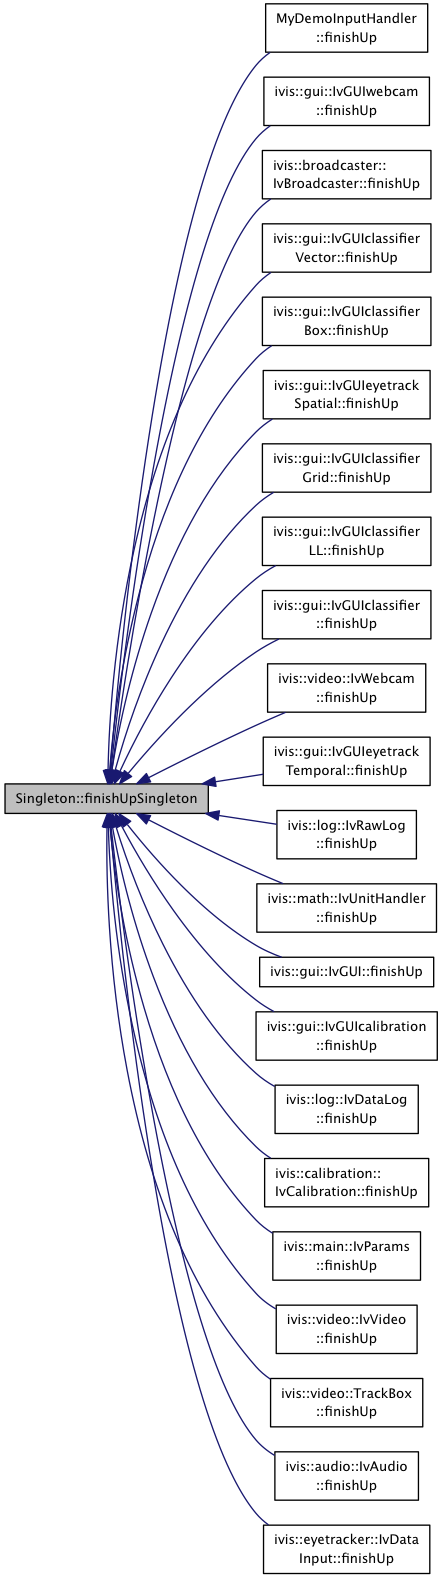 MyDemoInputHandler
::finishUp
ivis::gui::IvGUIwebcam
::finishUp
ivis::broadcaster::
IvBroadcaster::finishUp
ivis::gui::IvGUIclassifier
Vector::finishUp
ivis::gui::IvGUIclassifier
Box::finishUp
ivis::gui::IvGUIeyetrack
Spatial::finishUp
ivis::gui::IvGUIclassifier
Grid::finishUp
ivis::gui::IvGUIclassifier
LL::finishUp
ivis::gui::IvGUIclassifier
::finishUp
ivis::video::IvWebcam
::finishUp
ivis::gui::IvGUIeyetrack
Temporal::finishUp
Singleton::finishUpSingleton
ivis::log::IvRawLog
::finishUp
ivis::math::IvUnitHandler
::finishUp
ivis::gui::IvGUI::finishUp
ivis::gui::IvGUIcalibration
::finishUp
ivis::log::IvDataLog
::finishUp
ivis::calibration::
IvCalibration::finishUp
ivis::main::IvParams
::finishUp
ivis::video::IvVideo
::finishUp
ivis::video::TrackBox
::finishUp
ivis::audio::IvAudio
::finishUp
ivis::eyetracker::IvData
Input::finishUp